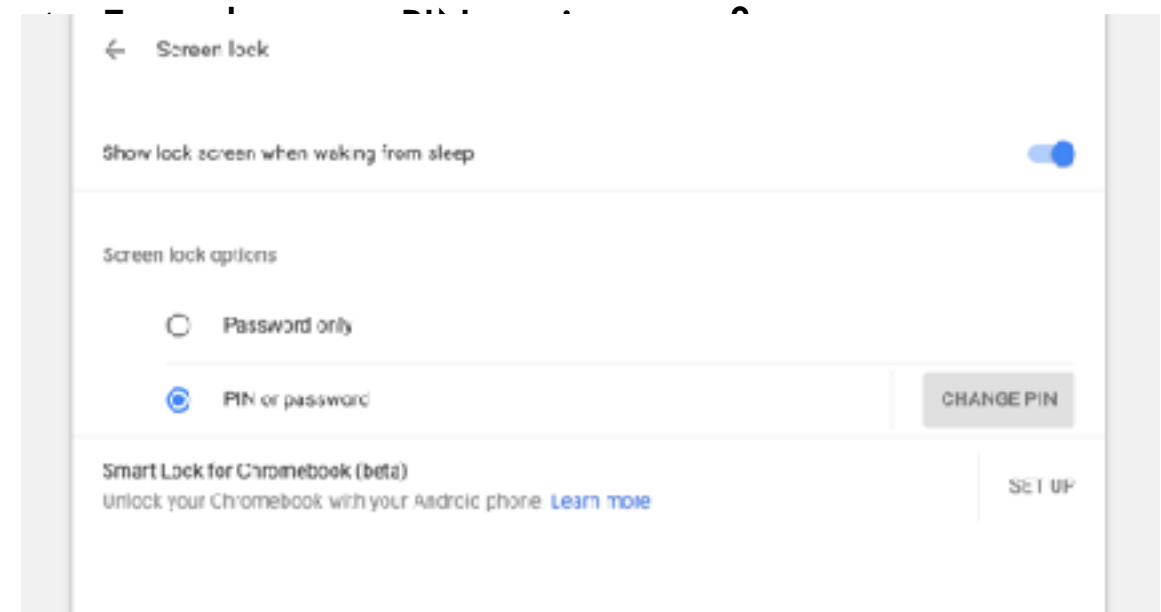 Screen lock
Show lock screen when waking from sleep
Screen lock options
Password only
PIN or password
CHANGE PIN
Smart Lock for Chromebook (beta)
SET UP
Unlock your Chromebook with your Android phone. Learn more